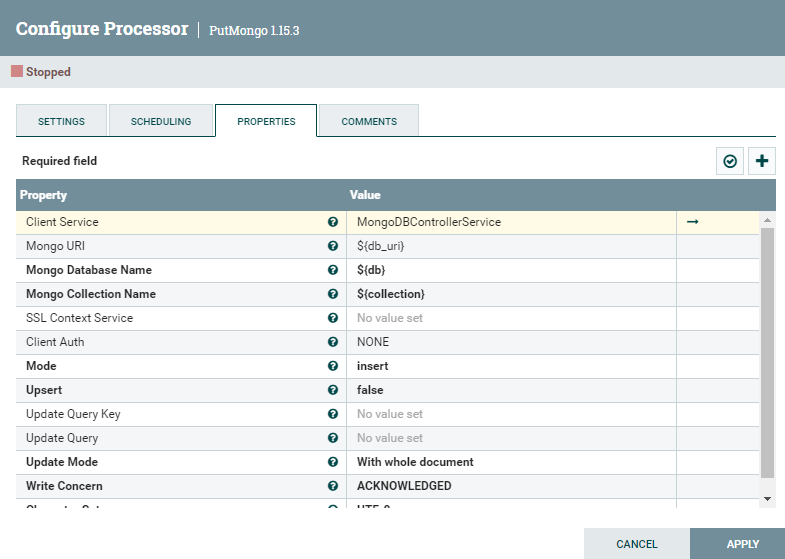 Configure Processor | PutMongo 1.15.3
Stopped
SETTINGS SCHEDULING PROPERTIES COMMENTS
Required field
Property Value
Client Service MongoDBControllerService
Mongo URI ${db_uri}
Mongo Database Name ${db}
Mongo Collection Name ${collection}
SSL Context Service No value set
Client Auth NONE
Mode insert
Upsert false
Update Query Key No value set
Update Query No value set
Update Mode With whole document
Write Concern ACKNOWLEDGED
CANCEL APPLY